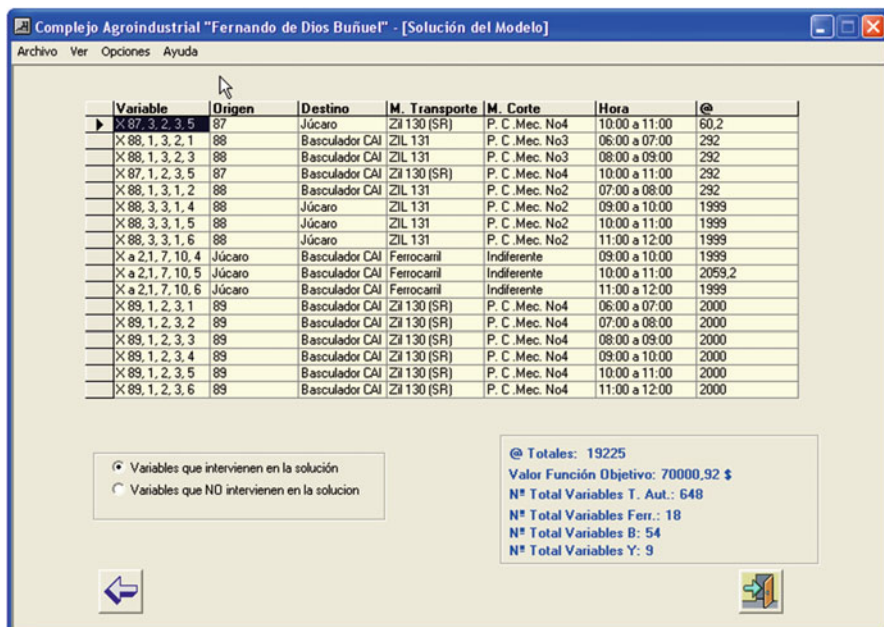 Complejo Agroindustrial "Fernando de Dios Buñuel" - [Solución del Modelo]
Archivo Ver Opciones Ayuda
Variable Origen Destino M. Transporte M. Corte Hora @
X 87, 3, 2, 3, 5 87 Júcaro Zil 130 (SR) P. C .Mec. No4 10:00 a 11:00 60,2
X 88, 1, 3, 2, 1 88 Basculador CAI ZIL 131 P. C .Mec. No3 06:00 a 07:00 292
X 88, 1, 3, 2, 3 88 Basculador CAI ZIL 131 P. C .Mec. No3 08:00 a 09:00 292
X 87, 1, 2, 3, 5 87 Basculador CAI Zil 130 (SR) P. C .Mec. No4 10:00 a 11:00 292
X 88, 1, 3, 1, 2 88 Basculador CAI ZIL 131 P. C .Mec. No2 07:00 a 08:00 292
X 88, 3, 3, 1, 4 88 Júcaro ZIL 131 P. C .Mec. No2 09:00 a 10:00 1999
X 88, 3, 3, 1, 5 88 Júcaro ZIL 131 P. C .Mec. No2 10:00 a 11:00 1999
X 88, 3, 3, 1, 6 88 Júcaro ZIL 131 P. C .Mec. No2 11:00 a 12:00 1999
X a 2,1, 7, 10, 4 Júcaro Basculador CAI Ferrocarril Indiferente 09:00 a 10:00 1999
X a 2,1, 7, 10, 5 Júcaro Basculador CAI Ferrocarril Indiferente 10:00 a 11:00 2059,2
X a 2,1, 7, 10, 6 Júcaro Basculador CAI Ferrocarril Indiferente 11:00 a 12:00 1999
X 89, 1, 2, 3, 1 89 Basculador CAI Zil 130 (SR) P. C .Mec. No4 06:00 a 07:00 2000
X 89, 1, 2, 3, 2 89 Basculador CAI Zil 130 (SR) P. C .Mec. No4 07:00 a 08:00 2000
X 89, 1, 2, 3, 3 89 Basculador CAI Zil 130 (SR) P. C .Mec. No4 08:00 a 09:00 2000
X 89, 1, 2, 3, 4 89 Basculador CAI Zil 130 (SR) P. C .Mec. No4 09:00 a 10:00 2000
X 89, 1, 2, 3, 5 89 Basculador CAI Zil 130 (SR) P. C .Mec. No4 10:00 a 11:00 2000
X 89, 1, 2, 3, 6 89 Basculador CAI Zil 130 (SR) P. C .Mec. No4 11:00 a 12:00 2000
Variables que intervienen en la solución
Variables que NO intervienen en la solucion
@ Totales: 19225
Valor Función Objetivo: 70000,92 $
Nº Total Variables T. Aut.: 648
Nº Total Variables Ferr.: 18
Nº Total Variables B: 54
Nº Total Variables Y: 9